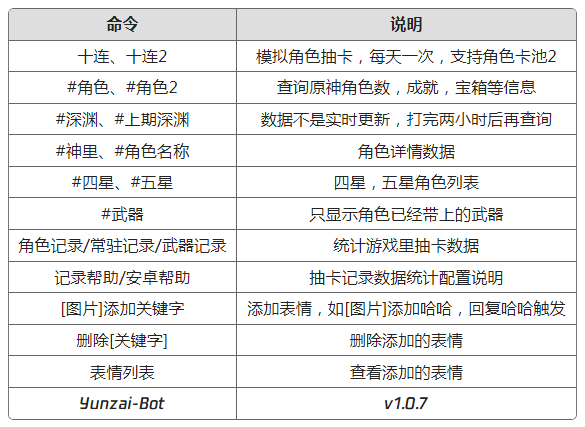 命令 说明
十连、十连2 模拟角色抽卡，每天一次，支持角色卡池2
#角色、#角色2 查询原神角色数，成就，宝箱等信息
#深渊、#上期深渊 数据不是实时更新，打完两小时后再查询
#神里、#角色名称 角色详情数据
#四星、#五星 四星，五星角色列表
#武器 只显示角色已经带上的武器
角色记录/常驻记录/武器记录 统计游戏里抽卡数据
记录帮助/安卓帮助 抽卡记录数据统计配置说明
[图片]添加关键字 添加表情，如[图片]添加哈哈，回复哈哈触发
删除[关键字] 删除添加的表情
表情列表 查看添加的表情
Yunzai-Bot v1.0.7